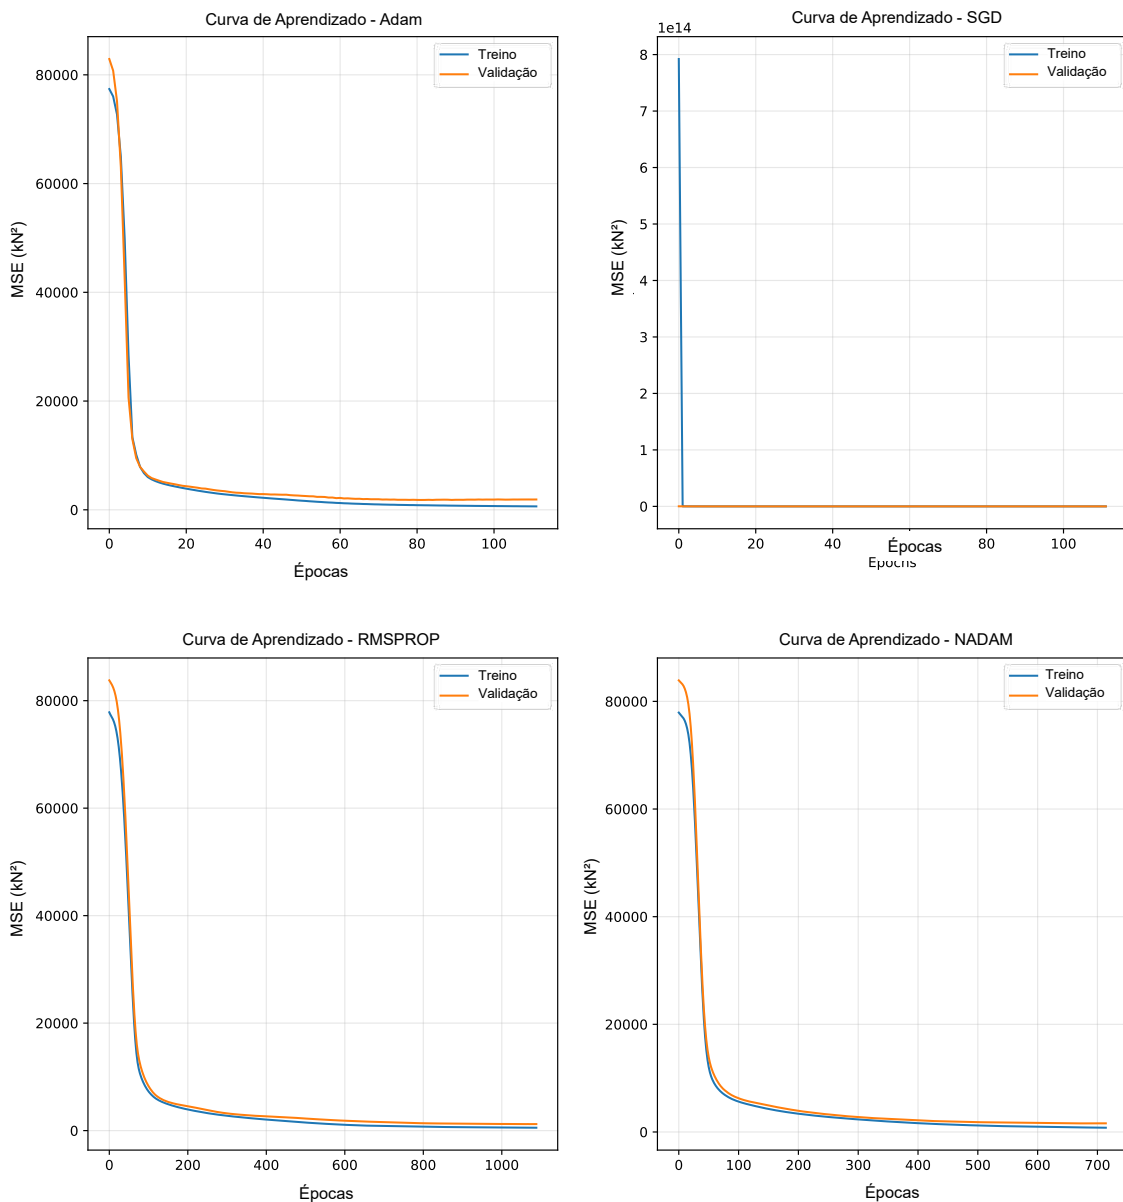 Curva de Aprendizado - Adam
Treino
Validação
80000
60000
40000
20000
0
MSE (kN²)
0 20 40 60 80 100
Épocas
Curva de Aprendizado - SGD
1e14
Treino
Validação
8
7
6
5
4
3
2
1
0
MSE (kN²)
0 20 40 80 100
Épocas
Epochs
Curva de Aprendizado - RMSPROP
Treino
Validação
80000
60000
40000
20000
0
MSE (kN²)
0 200 400 600 800 1000
Épocas
Curva de Aprendizado - NADAM
Treino
Validação
80000
60000
40000
20000
0
MSE (kN²)
0 100 200 300 400 500 600 700
Épocas